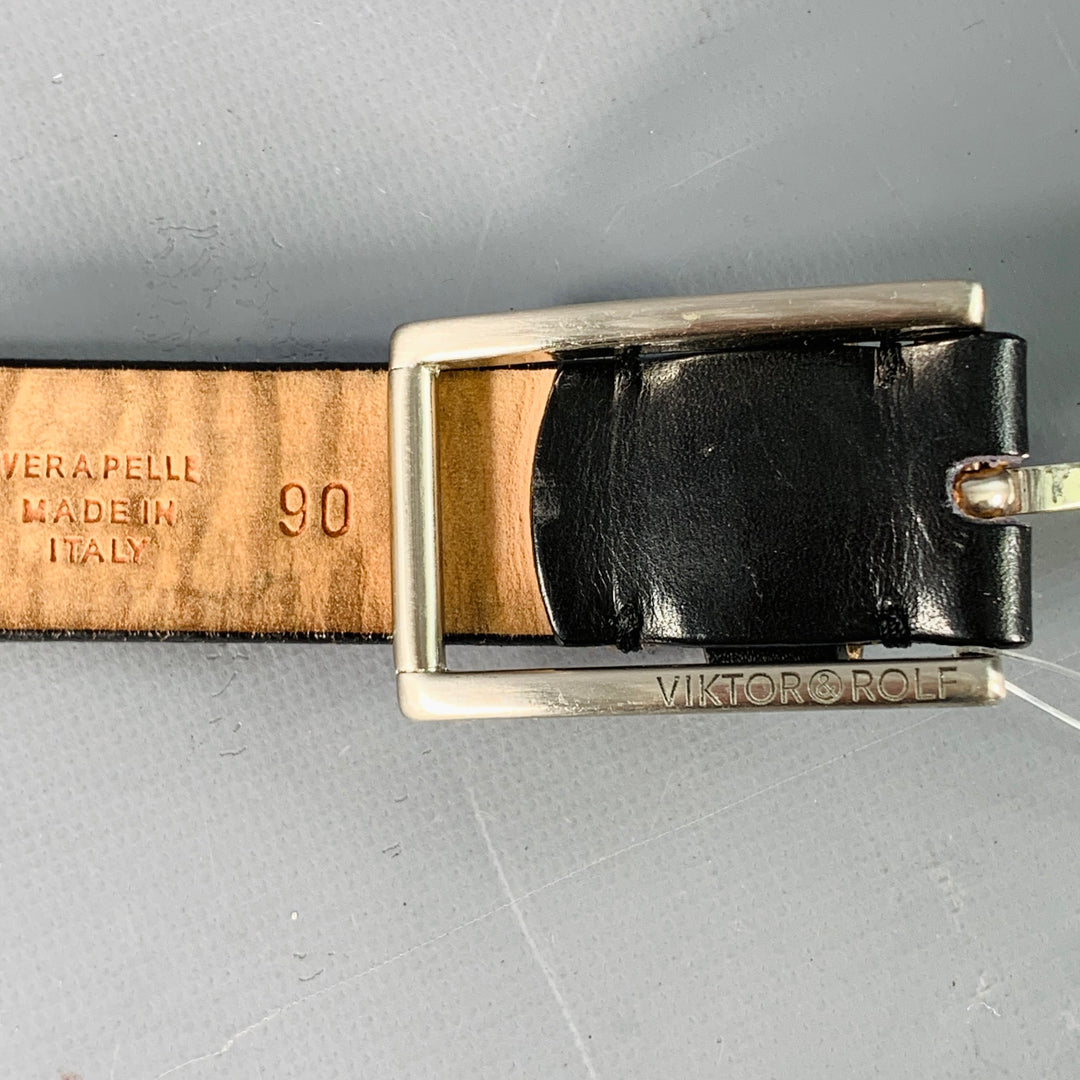 VERA PELLE
MADE IN
ITALY
90
VIKTOR&ROLF